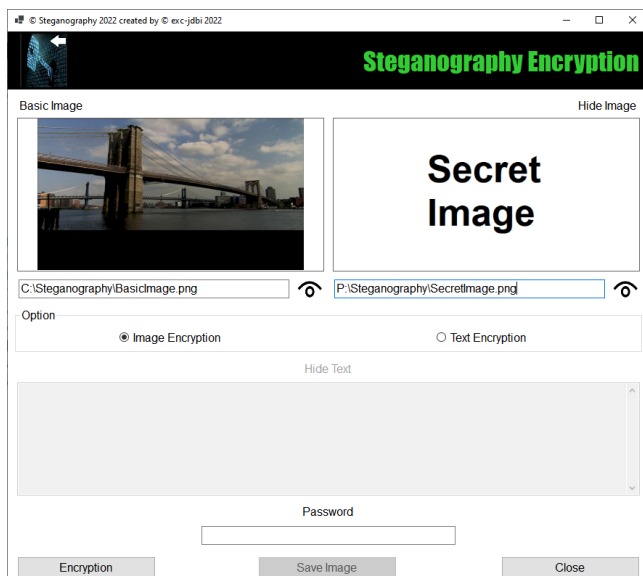 © Steganography 2022 created by © exc-jdbi 2022
Steganography Encryption
Basic Image
Hide Image
Secret
Image
C:\Steganography\BasicImage.png
P:\Steganography\SecretImage.png
Option
Image Encryption
Text Encryption
Hide Text
Password
Encryption
Save Image
Close